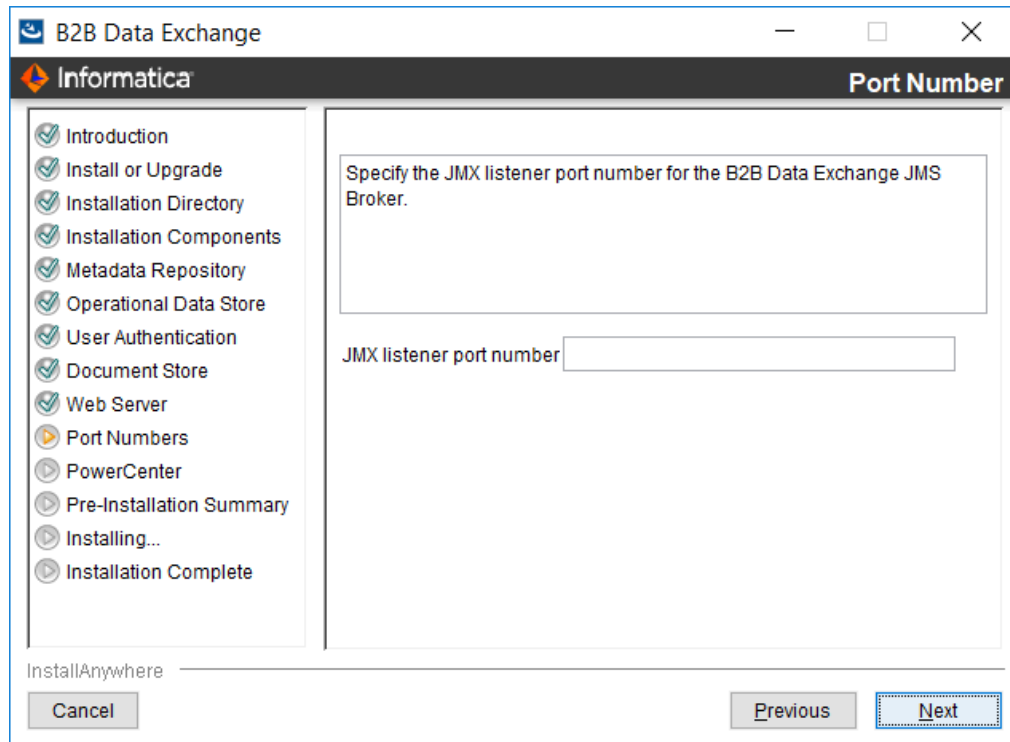 B2B Data Exchange
Informatica
Port Number
Introduction
Install or Upgrade
Installation Directory
Installation Components
Metadata Repository
Operational Data Store
User Authentication
Document Store
Web Server
Port Numbers
PowerCenter
Pre-Installation Summary
Installing...
Installation Complete
Specify the JMX listener port number for the B2B Data Exchange JMS
Broker.
JMX listener port number
InstallAnywhere
Cancel
Previous
Next